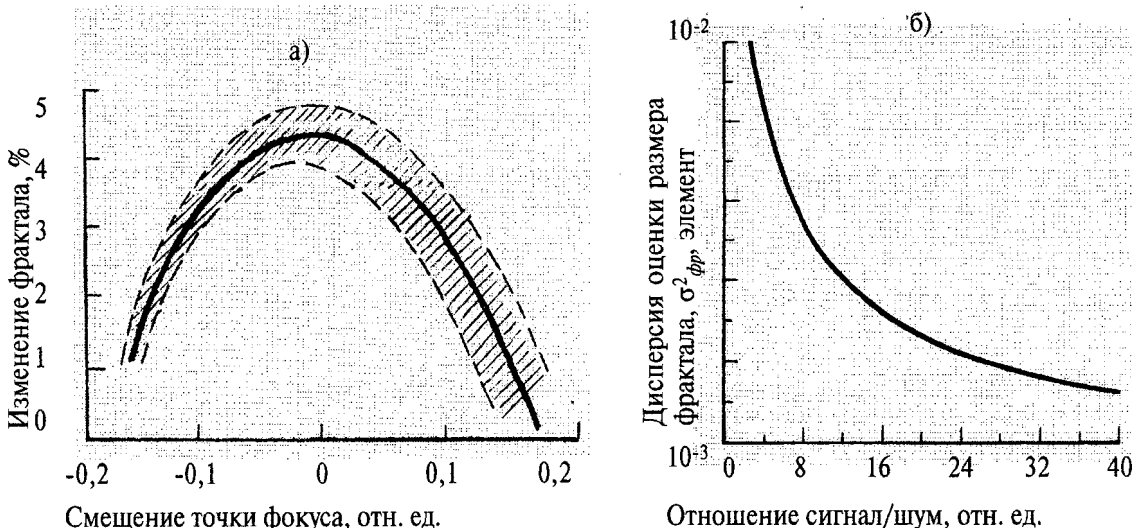 а)
Изменение фрактала, %
5
4
3
2
1
0
-0,2 -0,1 0 0,1 0,2
Смещение точки фокуса, отн. ед.
б)
Дисперсия оценки размера
фрактала, σ²фр, элемент
10⁻²
10⁻³
0 8 16 24 32 40
Отношение сигнал/шум, отн. ед.